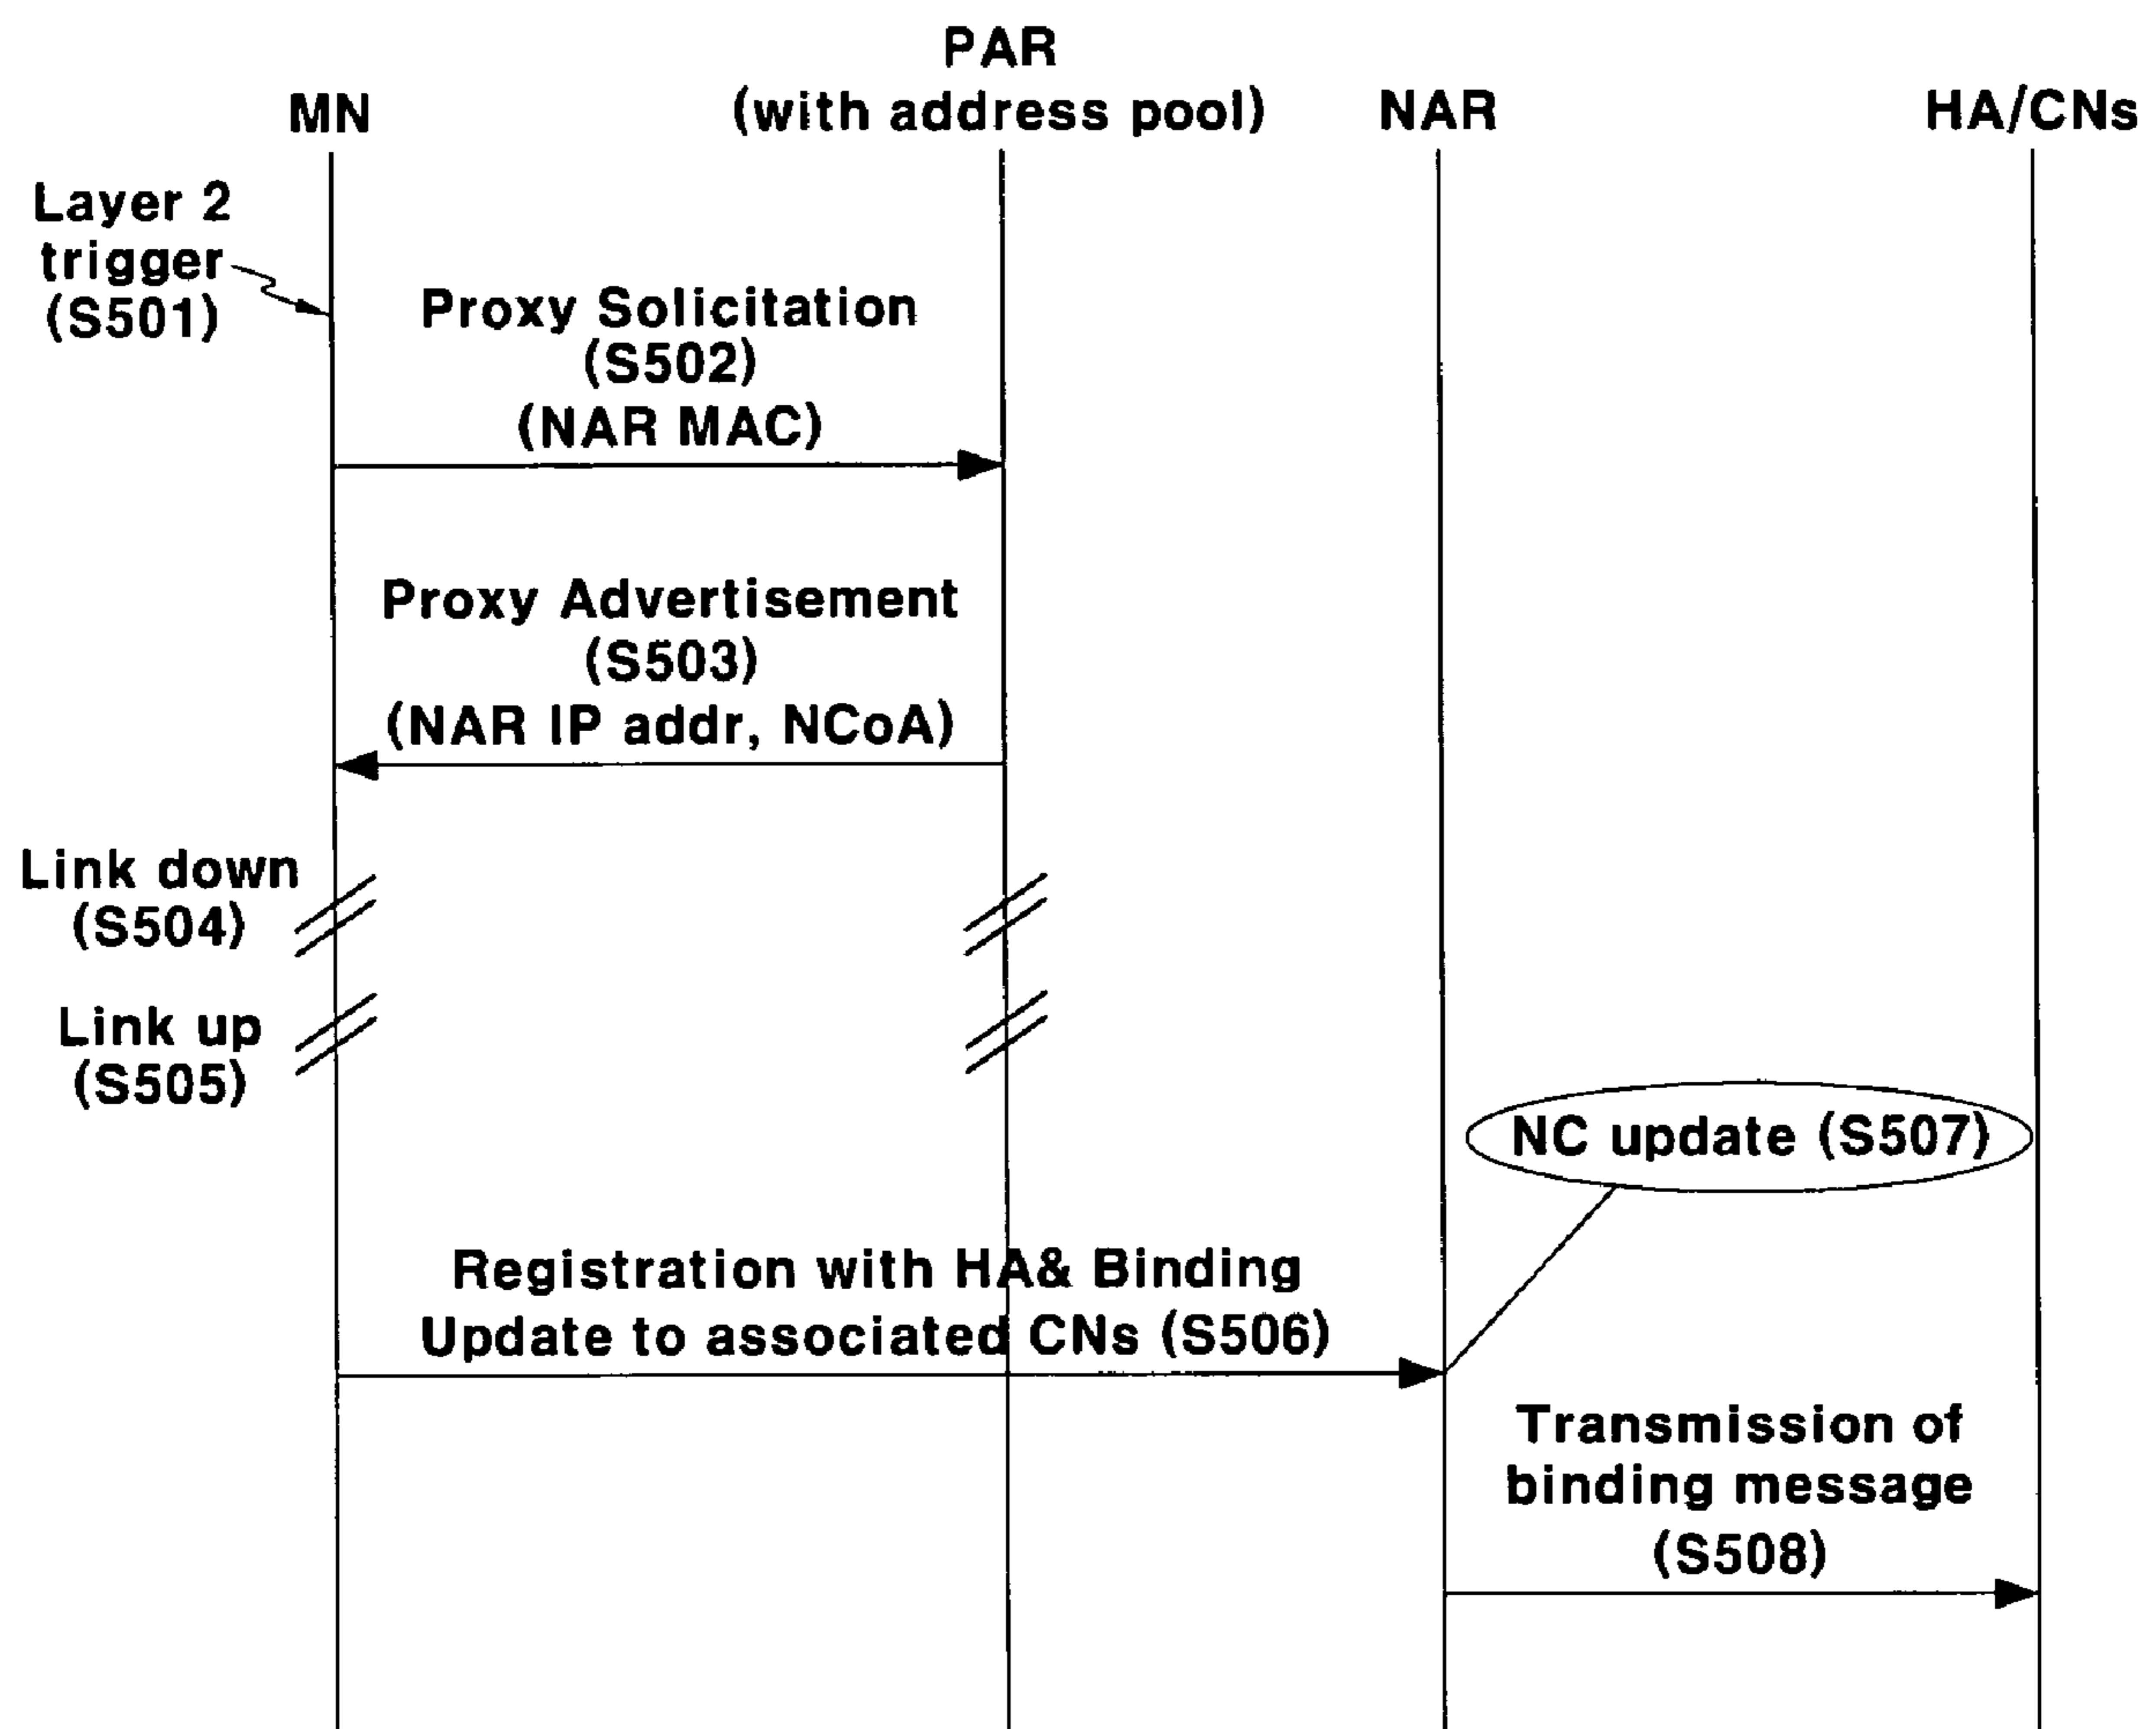 PAR
(with address pool)
MN
NAR
HA/CNs
Layer 2
trigger
(S501)
Proxy Solicitation
(S502)
(NAR MAC)
Proxy Advertisement
(S503)
(NAR IP addr, NCoA)
Link down
(S504)
Link up
(S505)
NC update (S507)
Registration with HA& Binding
Update to associated CNs (S506)
Transmission of
binding message
(S508)